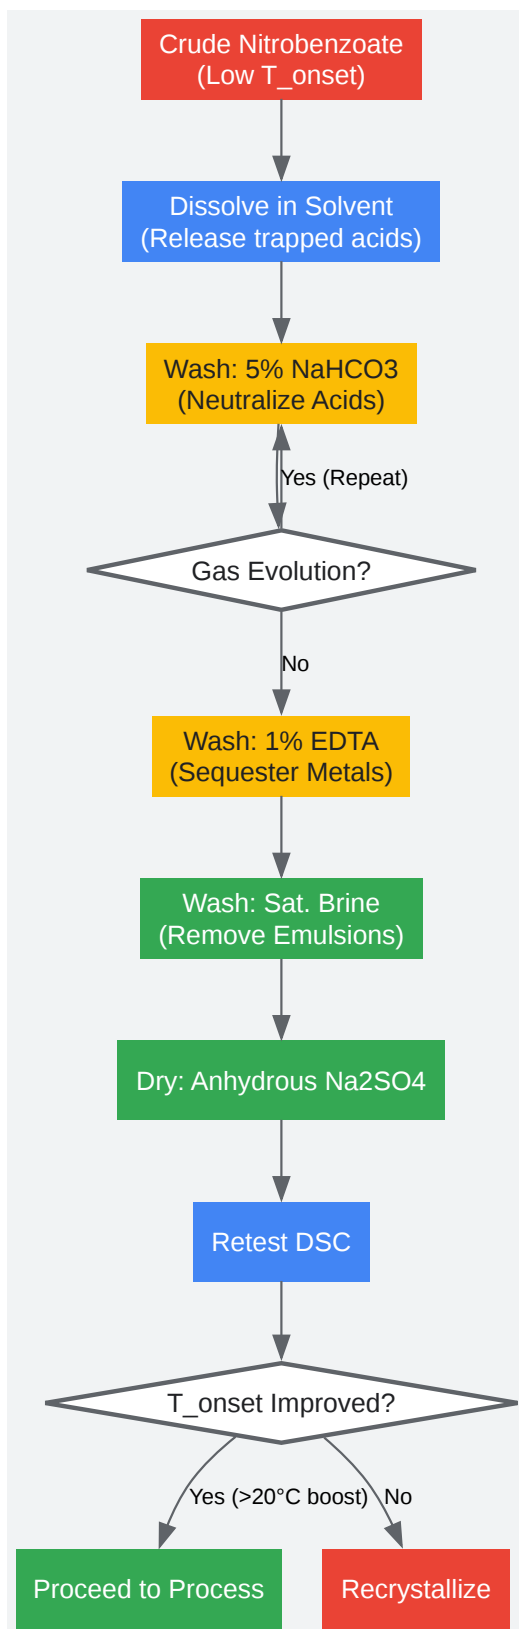 Crude Nitrobenzoate
(Low T_onset)
Dissolve in Solvent
(Release trapped acids)
Wash: 5% NaHCO3
(Neutralize Acids)
Yes (Repeat)
Gas Evolution?
No
Wash: 1% EDTA
(Sequester Metals)
Wash: Sat. Brine
(Remove Emulsions)
Dry: Anhydrous Na2SO4
Retest DSC
T_onset Improved?
Yes (>20°C boost)
No
Proceed to Process
Recrystallize